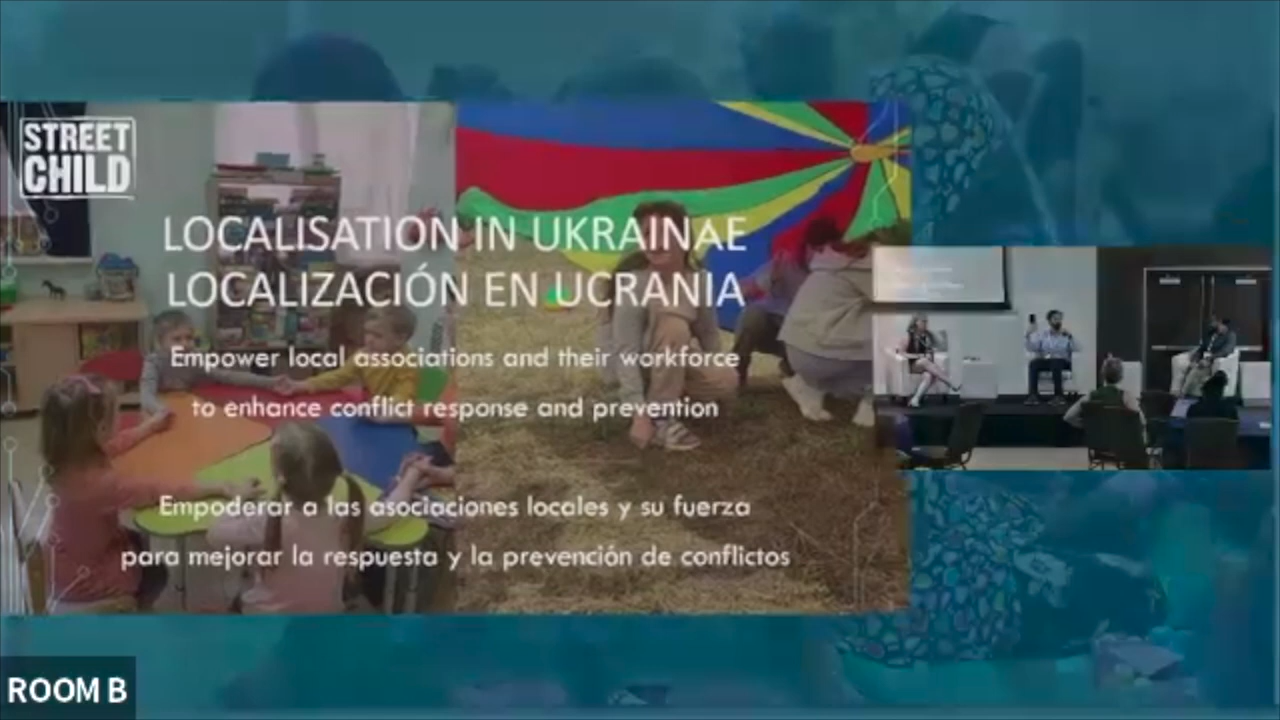 STREET
CHILD
LOCALISATION IN UKRAINAE
LOCALIZACIÓN EN UCRANIA
Empower local associations and their workforce
to enhance conflict response and prevention
Empoderar a las asociaciones locales y su fuerza
para mejorar la respuesta y la prevención de conflictos
ROOM B